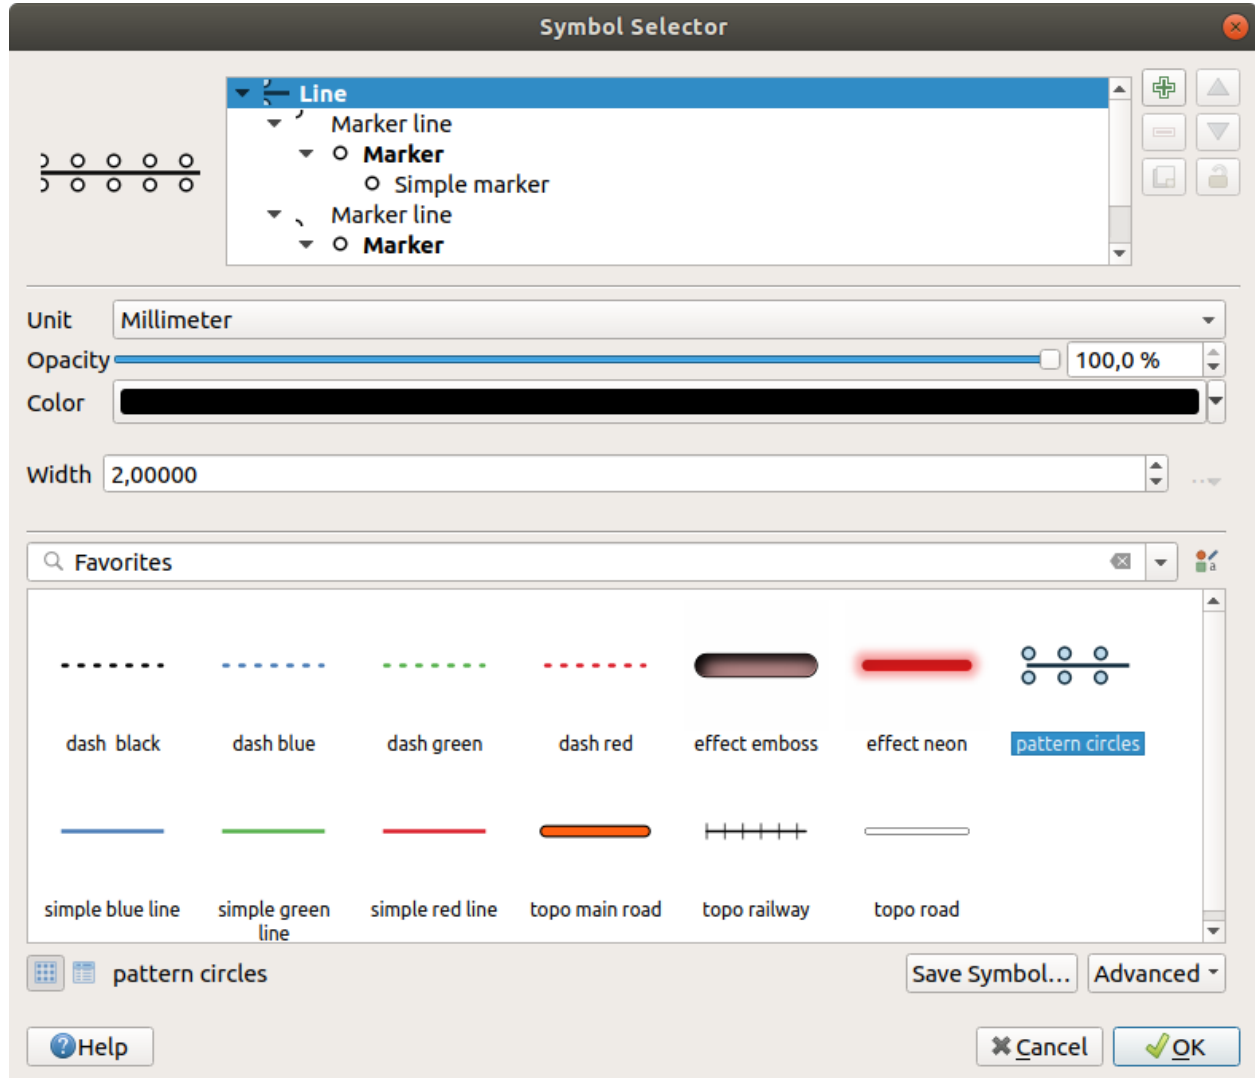 Symbol Selector
Line
Marker line
Marker
Simple marker
Marker line
Marker
Unit Millimeter
Opacity 100,0 %
Color
Width 2,00000
Favorites
a
dash  black dash blue dash green dash red effect emboss effect neon pattern circles
simple blue line simple green simple red line topo main road topo railway topo road
line
pattern circles Save Symbol... Advanced
?Help Cancel OK